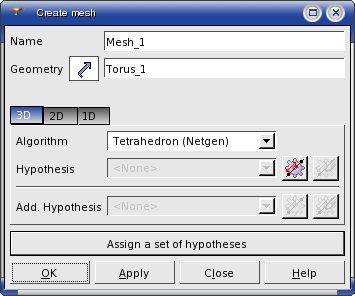 Create mesh
Name Mesh_1
Geometry Torus_1
3D 2D 1D
Algorithm Tetrahedron (Netgen)
Hypothesis <None>
Add. Hypothesis <None>
Assign a set of hypotheses
OK Apply Close Help